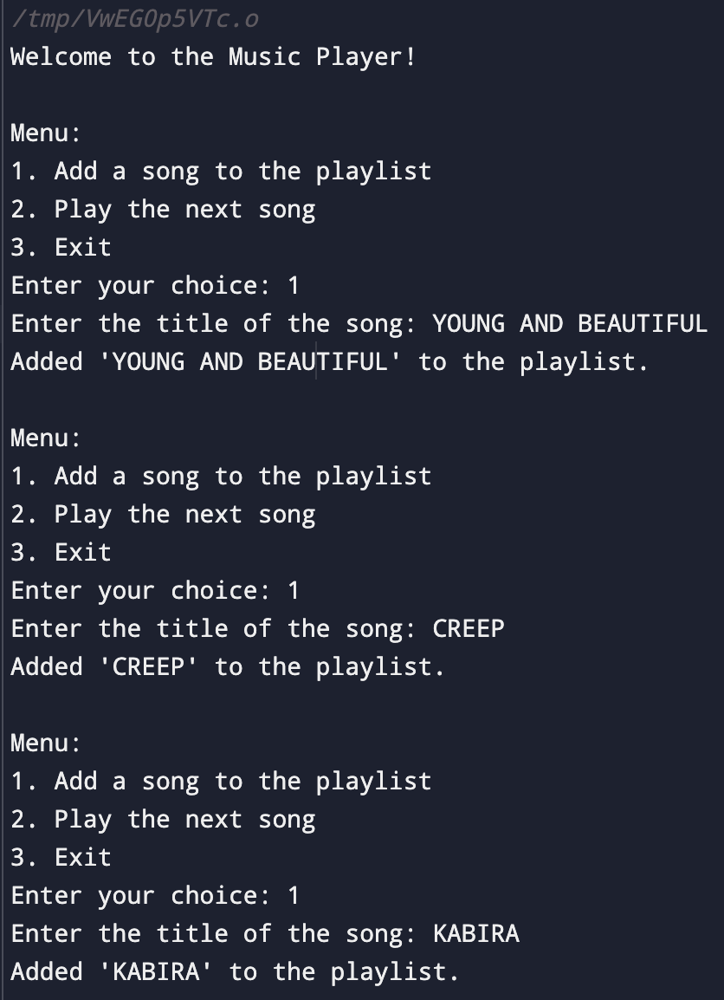 /tmp/VwEGOp5VTc.o
Welcome to the Music Player!
Menu:
1. Add a song to the playlist
2. Play the next song
3. Exit
Enter your choice: 1
Enter the title of the song: YOUNG AND BEAUTIFUL
Added 'YOUNG AND BEAUTIFUL' to the playlist.
Menu:
1. Add a song to the playlist
2. Play the next song
3. Exit
Enter your choice: 1
Enter the title of the song: CREEP
Added 'CREEP' to the playlist.
Menu:
1. Add a song to the playlist
2. Play the next song
3. Exit
Enter your choice: 1
Enter the title of the song: KABIRA
Added 'KABIRA' to the playlist.